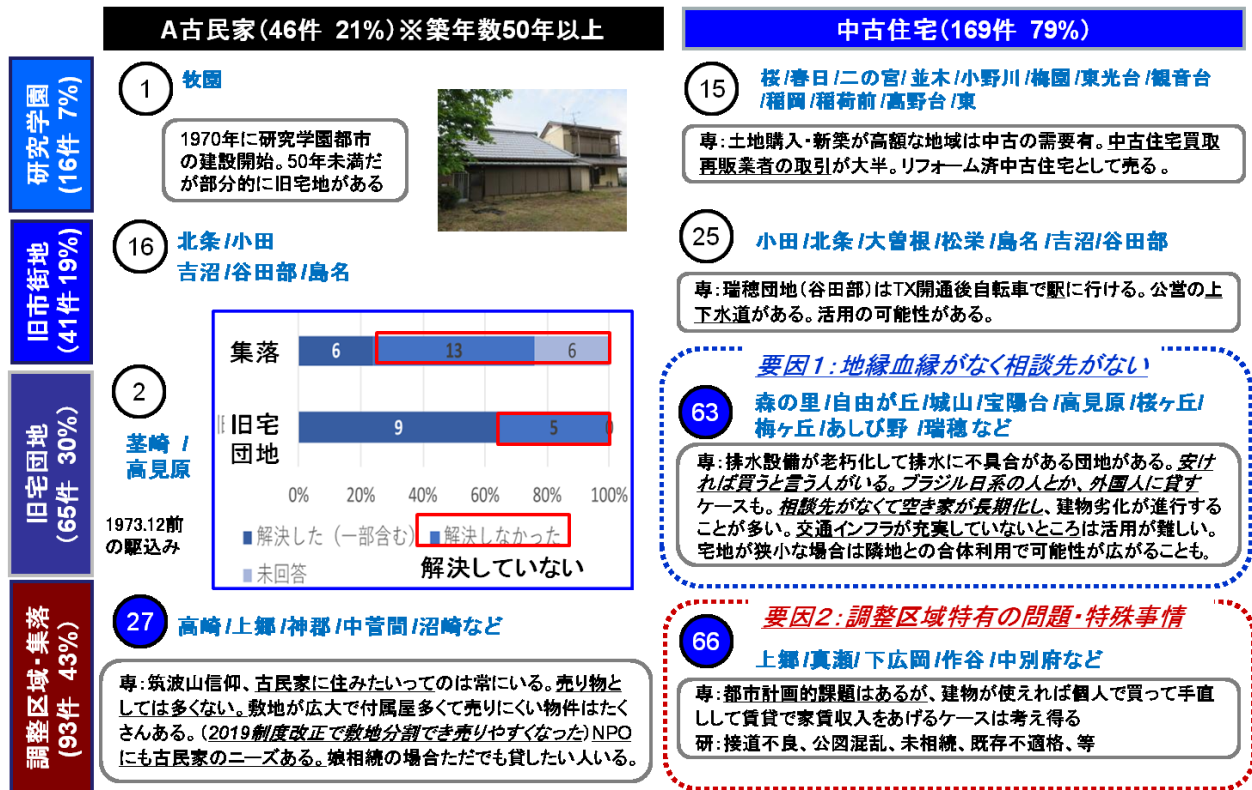 A古民家(46件 21%)※築年数50年以上
中古住宅(169件 79%)
研究学園
(16件 7%)
1
牧園
1970年に研究学園都市
の建設開始。50年未満だ
が部分的に旧宅地がある
15
桜/春日/二の宮/並木/小野川/梅園/東光台/観音台
/稲岡/稲荷前/高野台/東
専:土地購入・新築が高額な地域は中古の需要有。中古住宅買取
再販業者の取引が大半。リフォーム済中古住宅として売る。
旧市街地
(41件 19%)
16
北条/小田
吉沼/谷田部/島名
25
小田/北条/大曽根/松栄/島名/吉沼/谷田部
専:瑞穂団地(谷田部)はTX開通後自転車で駅に行ける。公営の上
下水道がある。活用の可能性がある。
旧宅団地
(65件 30%)
2
茎崎 /
高見原
1973.12前
の駆込み
集落
6
13
6
旧宅
団地
9
5
0
0%
20%
40%
60%
80%
100%
■解決した(一部含む)
■解決しなかった
■未回答
解決していない
要因1:地縁血縁がなく相談先がない
63
森の里/自由が丘/城山/宝陽台/高見原/桜ヶ丘/
梅ヶ丘/あしび野/瑞穂など
専:排水設備が老朽化して排水に不具合がある団地がある。安け
れば買うと言う人がいる。ブラジル日系の人とか、外国人に貸す
ケースも。相談先がなくて空き家が長期化し、建物劣化が進行する
ことが多い。交通インフラが充実していないところは活用が難しい。
宅地が狭小な場合は隣地との合体利用で可能性が広がることも。
調整区域・集落
(93件 43%)
27
高崎/上郷/神郡/中菅間/沼崎など
専:筑波山信仰、古民家に住みたいってのは常にいる。売り物と
しては多くない。敷地が広大で付属屋多くて売りにくい物件はたく
さんある。(2019制度改正で敷地分割でき売りやすくなった)NPO
にも古民家のニーズある。娘相続の場合ただでも貸したい人いる。
要因2:調整区域特有の問題・特殊事情
66
上郷/真瀬/下広岡/作谷/中別府など
専:都市計画的課題はあるが、建物が使えれば個人で買って手直
しして賃貸で家賃収入をあげるケースは考え得る
研:接道不良、公図混乱、未相続、既存不適格、等